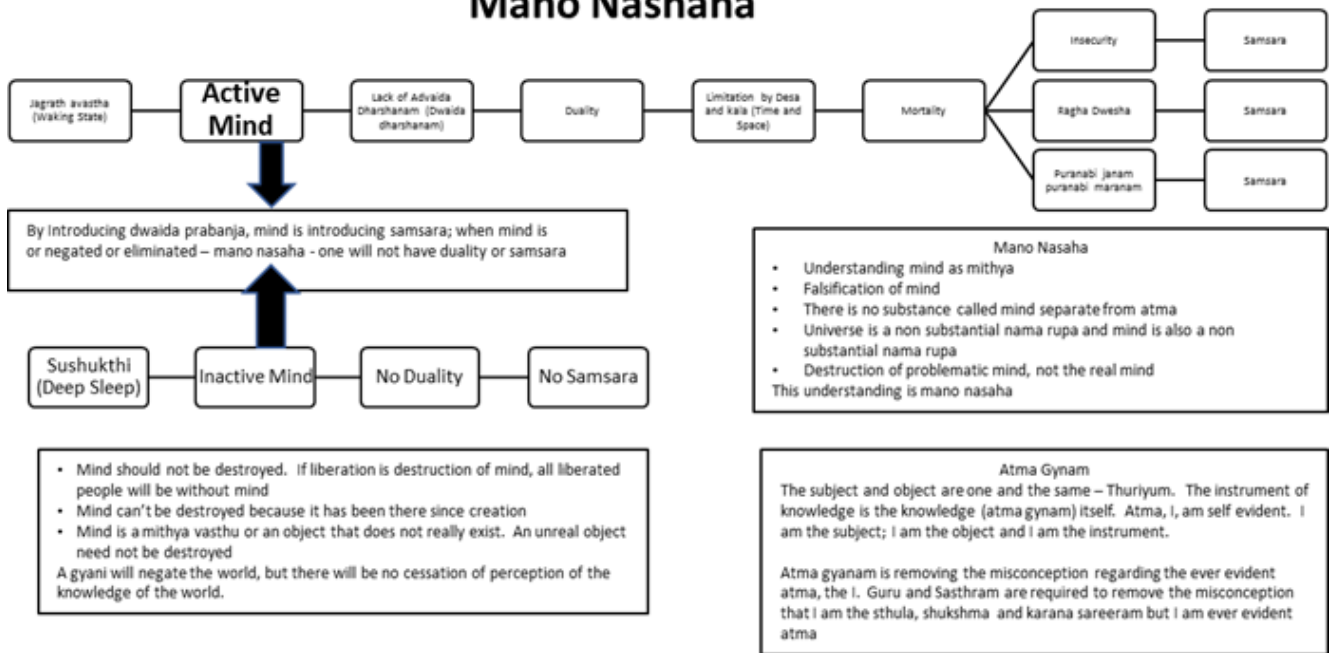 Mano Nashaha
Jagrath avastha
(Waking State)
Active
Mind
Lack of Advaida
Dharshanam (Dwaida
dharshanam)
Duality
Limitation by Desa
and kala (Time and
Space)
Mortality
Insecurity
Samsara
Ragha Dwesha
Samsara
Puranabi janam
puranabi maranam
Samsara
By Introducing dwaida prabanja, mind is introducing samsara; when mind is
or negated or eliminated – mano nasaha - one will not have duality or samsara
Sushukthi
(Deep Sleep)
Inactive Mind
No Duality
No Samsara
Mano Nasaha
• Understanding mind as mithya
• Falsification of mind
• There is no substance called mind separate from atma
• Universe is a non substantial nama rupa and mind is also a non
substantial nama rupa
• Destruction of problematic mind, not the real mind
This understanding is mano nasaha
• Mind should not be destroyed. If liberation is destruction of mind, all liberated
people will be without mind
• Mind can't be destroyed because it has been there since creation
• Mind is a mithya vasthu or an object that does not really exist. An unreal object
need not be destroyed
A gyani will negate the world, but there will be no cessation of perception of the
knowledge of the world.
Atma Gynam
The subject and object are one and the same – Thuriyum. The instrument of
knowledge is the knowledge (atma gynam) itself. Atma, I, am self evident. I
am the subject; I am the object and I am the instrument.
Atma gyanam is removing the misconception regarding the ever evident
atma, the I. Guru and Sasthram are required to remove the misconception
that I am the sthula, shukshma and karana sareeram but I am ever evident
atma